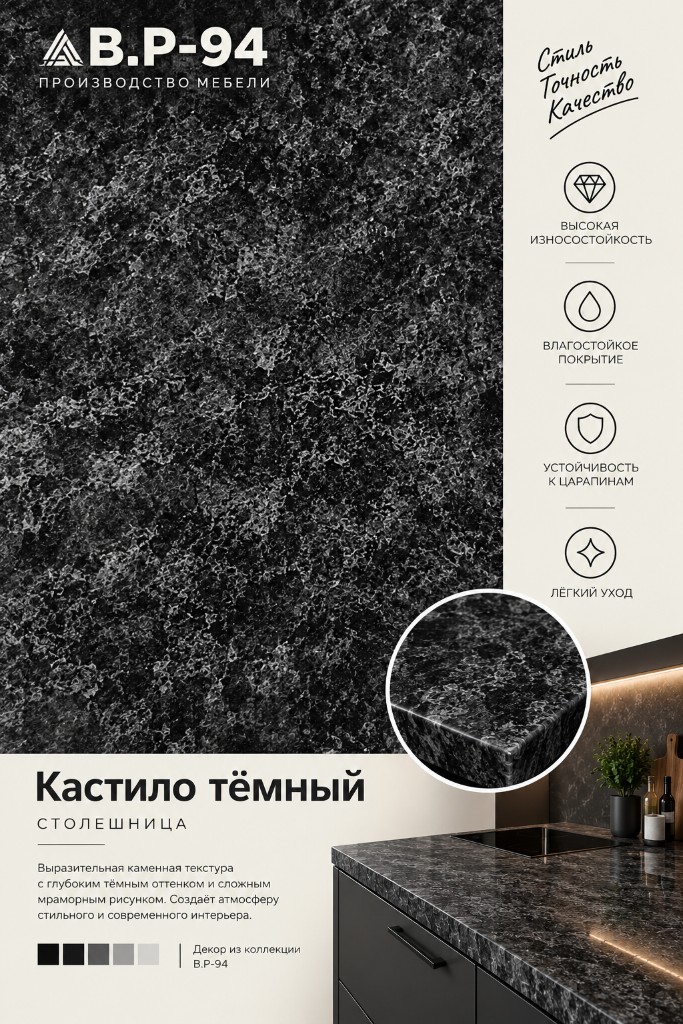 В.Р-94
ПРОИЗВОДСТВО МЕБЕЛИ
Стиль
Точность
Качество
ВЫСОКАЯ
ИЗНОСОСТОЙКОСТЬ
ВЛАГОСТОЙКОЕ
ПОКРЫТИЕ
УСТОЙЧИВОСТЬ
К ЦАРАПИНАМ
ЛЁГКИЙ УХОД
Кастило тёмный
СТОЛЕШНИЦА
Выразительная каменная текстура
с глубоким тёмным оттенком и сложным
мраморным рисунком. Создаёт атмосферу
стильного и современного интерьера.
Декор из коллекции
В.Р-94